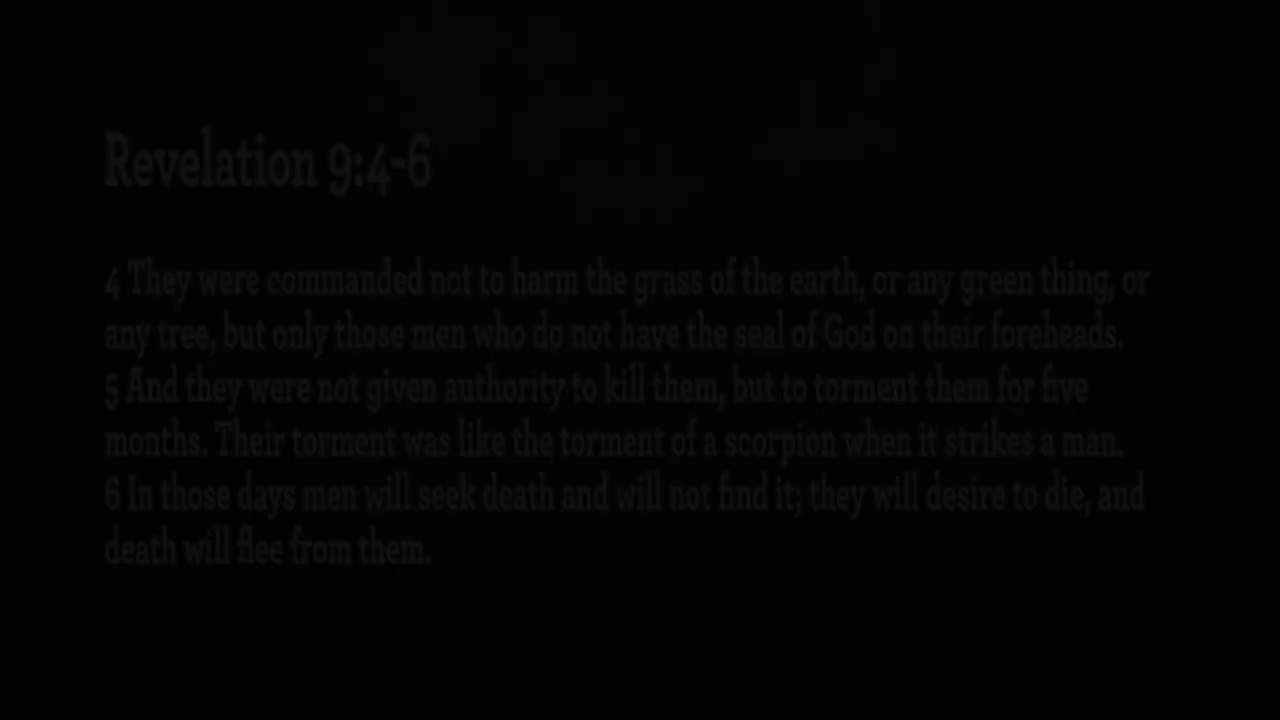 Revelation 9:4-6
4 They were commanded not to harm the grass of the earth, or any green thing, or
any tree, but only those men who do not have the seal of God on their foreheads.
5 And they were not given authority to kill them, but to torment them for five
months. Their torment was like the torment of a scorpion when it strikes a man.
6 In those days men will seek death and will not find it; they will desire to die, and
death will flee from them.